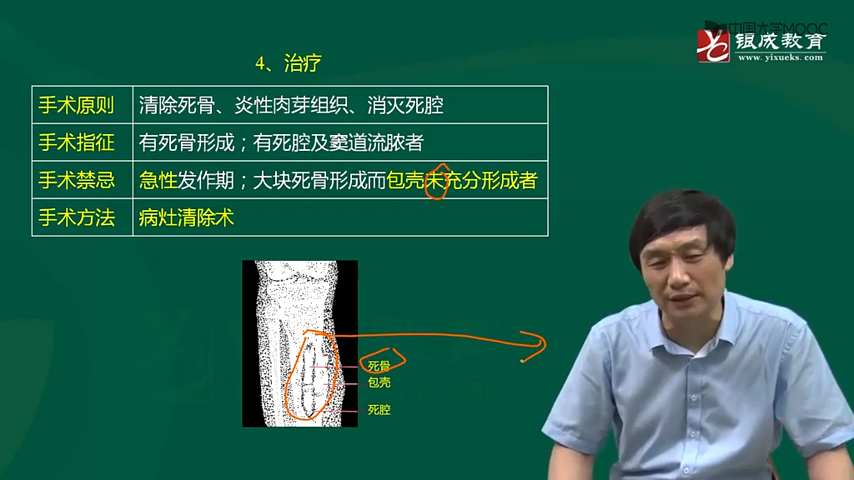 中国大学MOOC
银成教育
www.yixueks.com
4、治疗
手术原则 清除死骨、炎性肉芽组织、消灭死腔
手术指征 有死骨形成；有死腔及窦道流脓者
手术禁忌 急性发作期；大块死骨形成而包壳未充分形成者
手术方法 病灶清除术
死骨
包壳
死腔